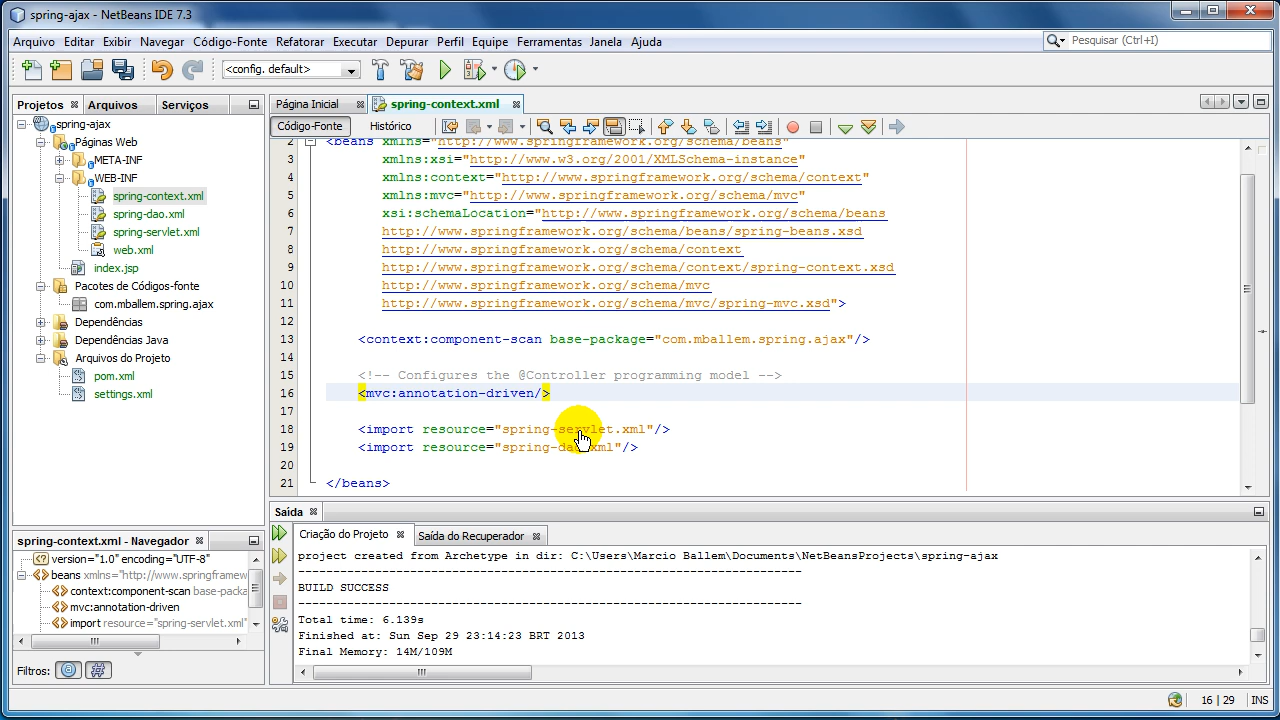 spring-ajax - NetBeans IDE 7.3
Arquivo Editar Exibir Navegar Código-Fonte Refatorar Executar Depurar Perfil Equipe Ferramentas Janela Ajuda
Pesquisar (Ctrl+I)
<config. default>
Projetos Arquivos Serviços
spring-ajax
Páginas Web
META-INF
WEB-INF
spring-context.xml
spring-dao.xml
spring-servlet.xml
web.xml
index.jsp
Pacotes de Códigos-fonte
com.mballem.spring.ajax
Dependências
Dependências Java
Arquivos do Projeto
pom.xml
settings.xml
Página Inicial spring-context.xml
Código-Fonte Histórico
2 <beans xmlns="http://www.springframework.org/schema/beans"
3 xmlns:xsi="http://www.w3.org/2001/XMLSchema-instance"
4 xmlns:context="http://www.springframework.org/schema/context"
5 xmlns:mvc="http://www.springframework.org/schema/mvc"
6 xsi:schemaLocation="http://www.springframework.org/schema/beans
7 http://www.springframework.org/schema/beans/spring-beans.xsd
8 http://www.springframework.org/schema/context
9 http://www.springframework.org/schema/context/spring-context.xsd
10 http://www.springframework.org/schema/mvc
11 http://www.springframework.org/schema/mvc/spring-mvc.xsd">
12
13 <context:component-scan base-package="com.mballem.spring.ajax"/>
14
15 <!-- Configures the @Controller programming model -->
16 <mvc:annotation-driven/>
17
18 <import resource="spring-servlet.xml"/>
19 <import resource="spring-dao.xml"/>
20
21 </beans>
spring-context.xml - Navegador
version="1.0" encoding="UTF-8"
beans xmlns="http://www.springframew
context:component-scan base-packa
mvc:annotation-driven
import resource="spring-servlet.xml"
Filtros:
Saída
Criação do Projeto Saída do Recuperador
project created from Archetype in dir: C:\Users\Marcio Ballem\Documents\NetBeansProjects\spring-ajax
------------------------------------------------------------------------
BUILD SUCCESS
------------------------------------------------------------------------
Total time: 6.139s
Finished at: Sun Sep 29 23:14:23 BRT 2013
Final Memory: 14M/109M
16 | 29 INS